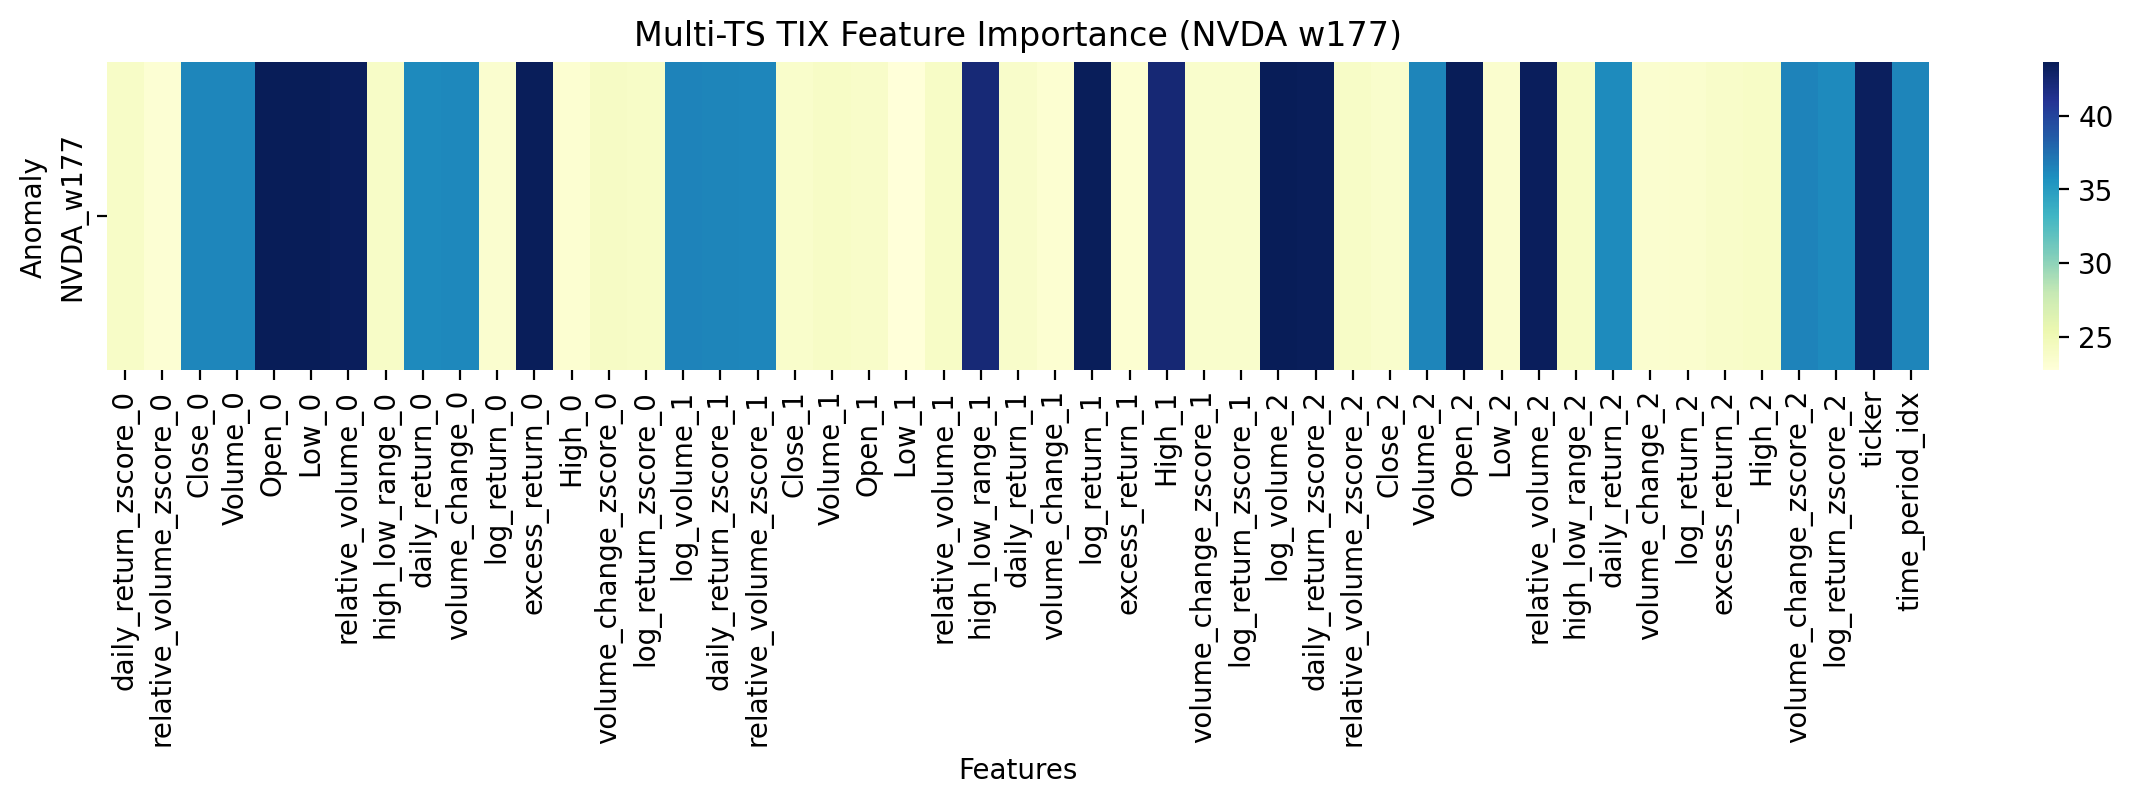 Multi-TS TIX Feature Importance (NVDA w177)
Anomaly
NVDA_w177
40
35
30
25
daily_return_zscore_0
relative_volume_zscore_0
Close_0
Volume_0
Open_0
Low_0
relative_volume_0
high_low_range_0
daily_return_0
volume_change_0
log_return_0
excess_return_0
High_0
volume_change_zscore_0
log_return_zscore_0
log_volume_1
daily_return_zscore_1
relative_volume_zscore_1
Close_1
Volume_1
Open_1
Low_1
relative_volume_1
high_low_range_1
daily_return_1
volume_change_1
log_return_1
excess_return_1
High_1
volume_change_zscore_1
log_return_zscore_1
log_volume_2
daily_return_zscore_2
relative_volume_zscore_2
Close_2
Volume_2
Open_2
Low_2
relative_volume_2
high_low_range_2
daily_return_2
volume_change_2
log_return_2
excess_return_2
High_2
volume_change_zscore_2
log_return_zscore_2
ticker
time_period_idx
Features